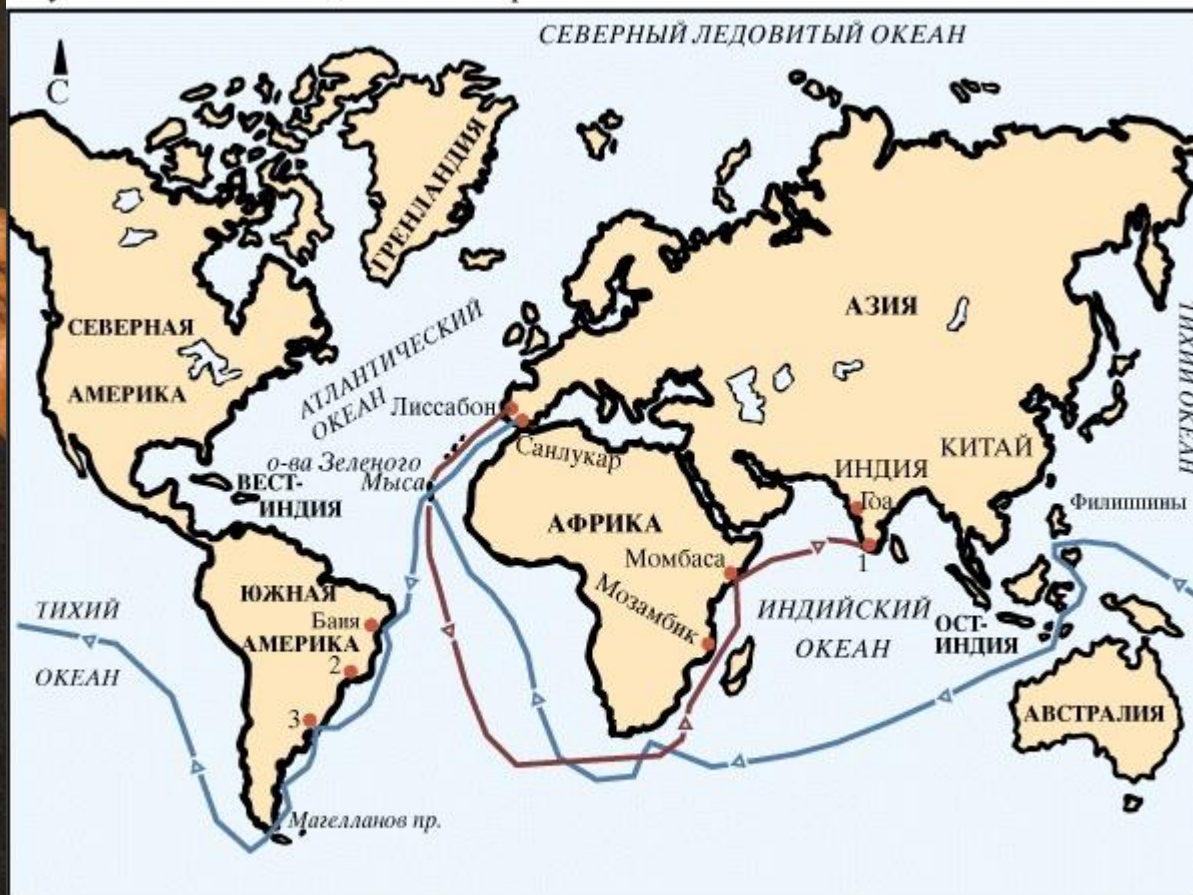 СЕВЕРНЫЙ ЛЕДОВИТЫЙ ОКЕАН
С
ГРЕНЛАНДИЯ
СЕВЕРНАЯ
АМЕРИКА
АТЛАНТИЧЕСКИЙ
ОКЕАН
АЗИЯ
ТИХИЙ ОКЕАН
Лиссабон
Санлукар
о-ва Зеленого
Мыса
ВЕСТ-
ИНДИЯ
КИТАЙ
ИНДИЯ
Гоа
Филиппины
АФРИКА
Момбаса
1
Мозамбик
ЮЖНАЯ
АМЕРИКА
Баия
2
3
ТИХИЙ
ОКЕАН
ИНДИЙСКИЙ
ОКЕАН
ОСТ-
ИНДИЯ
АВСТРАЛИЯ
Магелланов пр.